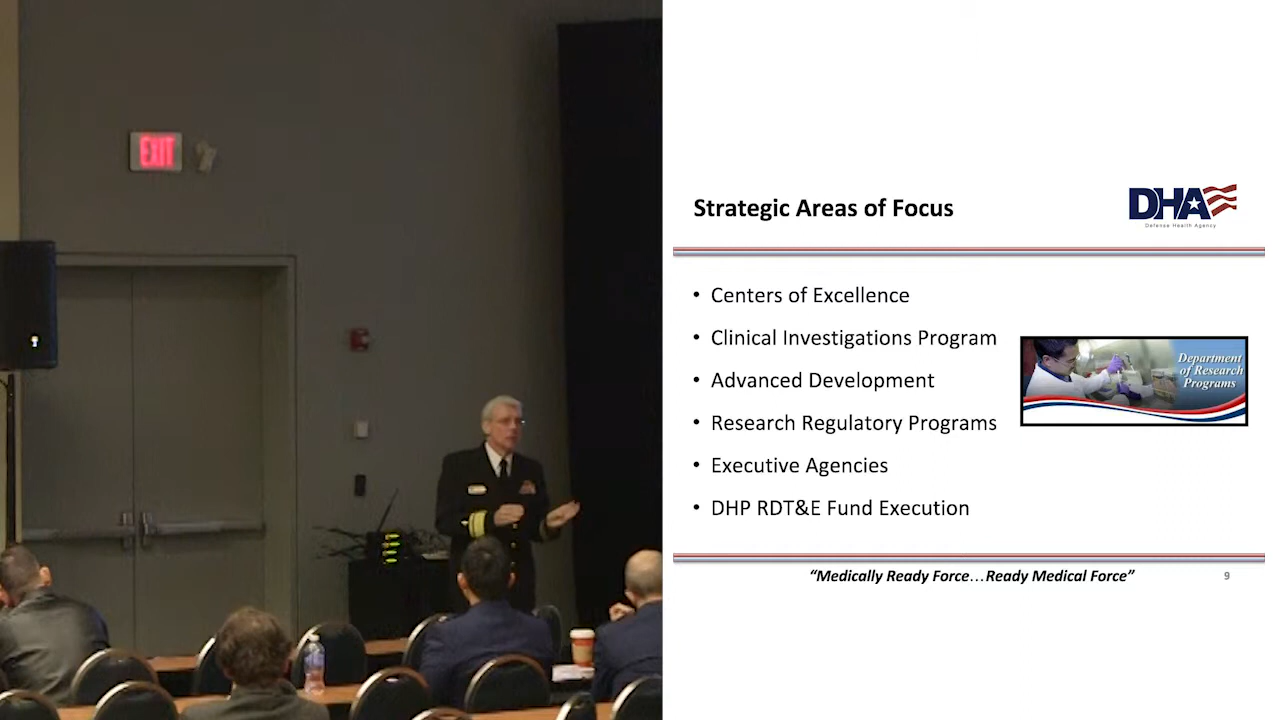 EXIT
Strategic Areas of Focus
DHA
Defense Health Agency
• Centers of Excellence
• Clinical Investigations Program
• Advanced Development
• Research Regulatory Programs
• Executive Agencies
• DHP RDT&E Fund Execution
Department
of Research
Programs
“Medically Ready Force…Ready Medical Force”
9